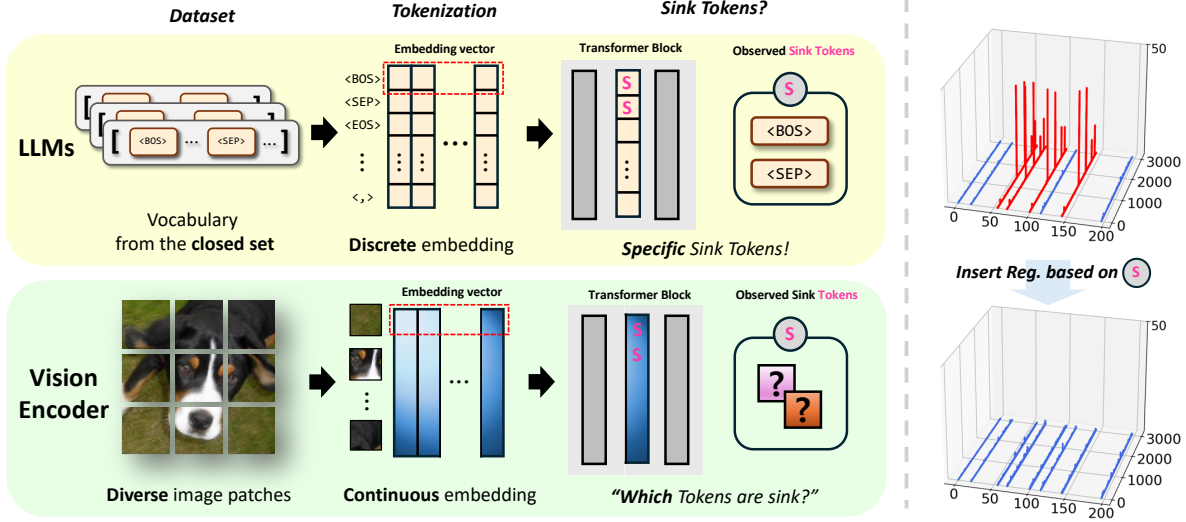 Dataset
Tokenization
Sink Tokens?
LLMs
[ <BOS> ... <SEP> ... ]
Vocabulary
from the closed set
Embedding vector
<BOS>
<SEP>
<EOS>
⋮
<,>
...
Discrete embedding
Transformer Block
S
S
Specific Sink Tokens!
Observed Sink Tokens
S
<BOS>
<SEP>
Vision
Encoder
Diverse image patches
Embedding vector
...
Continuous embedding
Transformer Block
S
S
“Which Tokens are sink?”
Observed Sink Tokens
S
?
?
50
3000
2000
1000
0
0
50
100
150
200
Insert Reg. based on S
50
3000
2000
1000
0
0
50
100
150
200